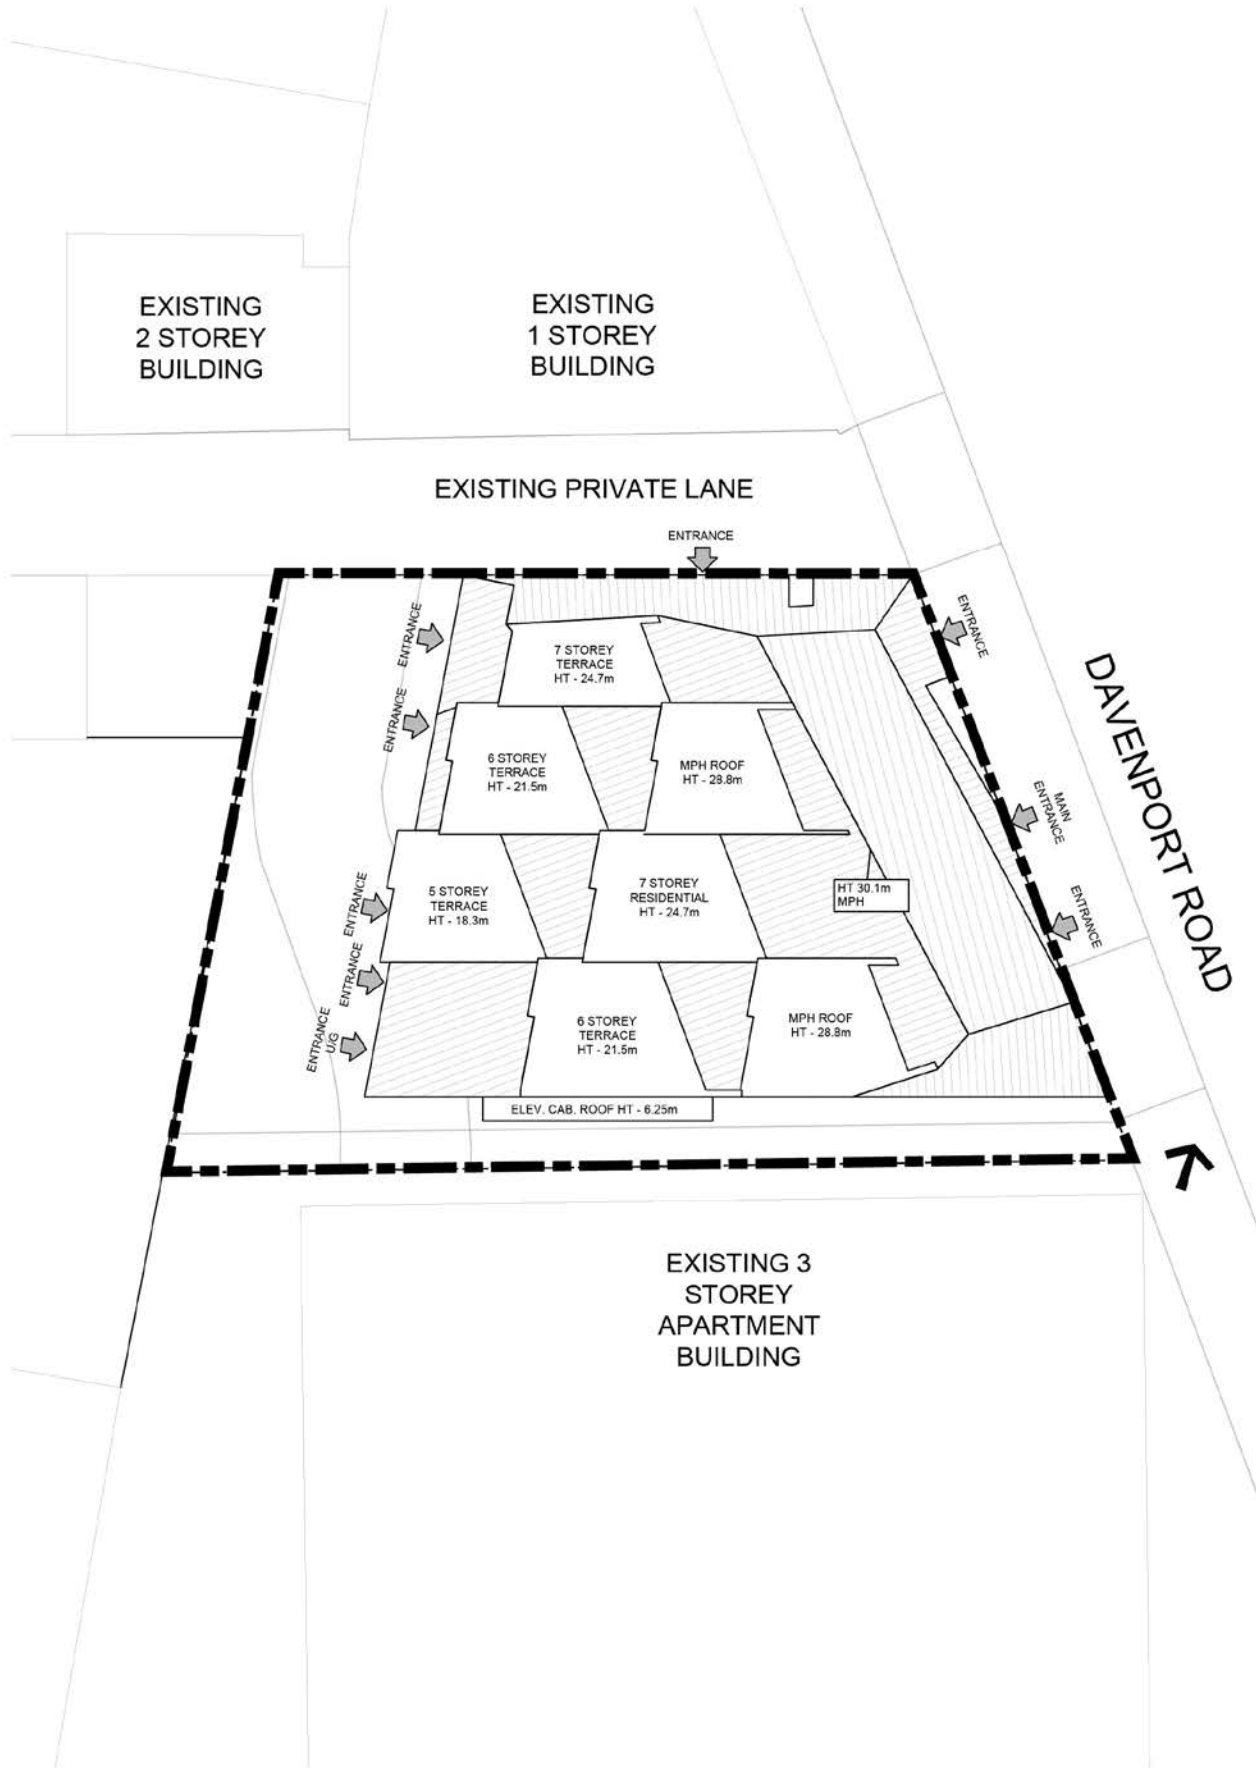 EXISTING
2 STOREY
BUILDING
EXISTING
1 STOREY
BUILDING
EXISTING PRIVATE LANE
ENTRANCE
ENTRANCE
ENTRANCE
7 STOREY
TERRACE
HT - 24.7m
DAVENPORT ROAD
ENTRANCE
6 STOREY
TERRACE
HT - 21.5m
MPH ROOF
HT - 28.8m
MAIN
ENTRANCE
5 STOREY
TERRACE
HT - 18.3m
7 STOREY
RESIDENTIAL
HT - 24.7m
HT 30.1m
MPH
ENTRANCE
ENTRANCE
ENTRANCE
ENTRANCE
U/G
6 STOREY
TERRACE
HT - 21.5m
MPH ROOF
HT - 28.8m
ELEV. CAB. ROOF HT - 6.25m
EXISTING 3
STOREY
APARTMENT
BUILDING